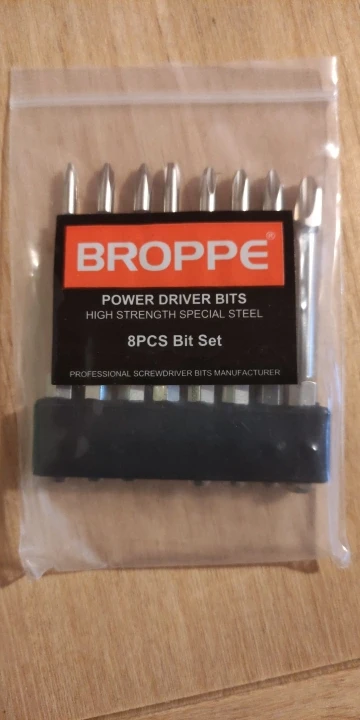 BROPPE®
POWER DRIVER BITS
HIGH STRENGTH SPECIAL STEEL
8PCS Bit Set
PROFESSIONAL SCREWDRIVER BITS MANUFACTURER